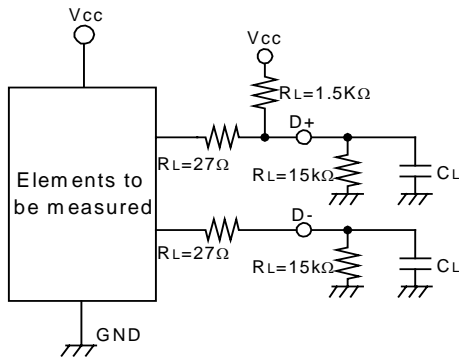 Vcc
Vcc
RL=1.5KΩ
D+
RL=27Ω
RL=15kΩ
CL
Elements to
be measured
D-
RL=27Ω
RL=15kΩ
CL
GND